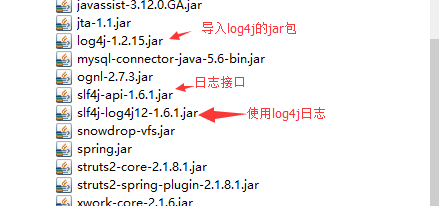 javassist-3.12.0.GA.jar
jta-1.1.jar
log4j-1.2.15.jar
导入log4j的jar包
mysql-connector-java-5.6-bin.jar
ognl-2.7.3.jar
日志接口
slf4j-api-1.6.1.jar
slf4j-log4j12-1.6.1.jar
使用log4j日志
snowdrop-vfs.jar
spring.jar
struts2-core-2.1.8.1.jar
struts2-spring-plugin-2.1.8.1.jar
xwork-core-2.1.6.jar